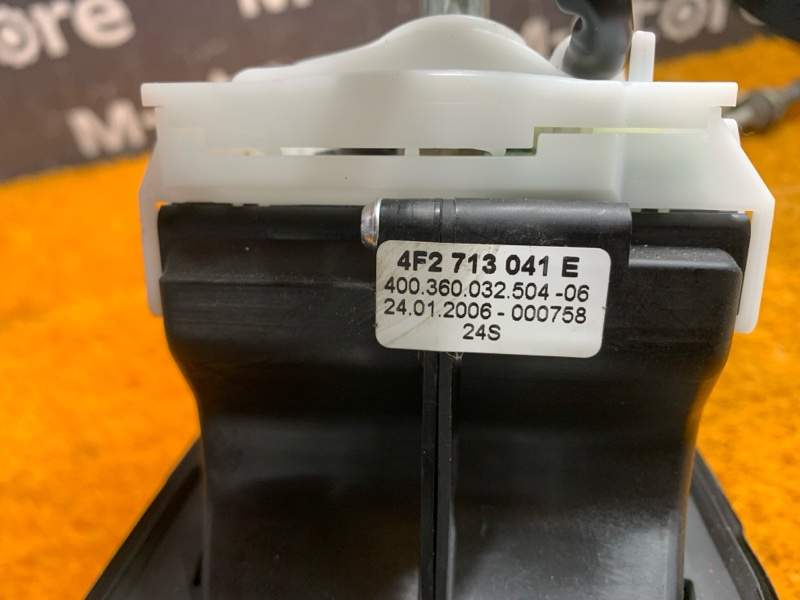 4F2 713 041 E
400.360.032.504 -06
24.01.2006 - 000758
24S